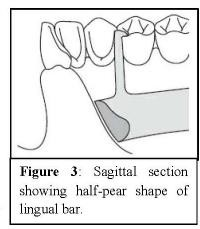 Figure 3: Sagittal section
showing half-pear shape of
lingual bar.